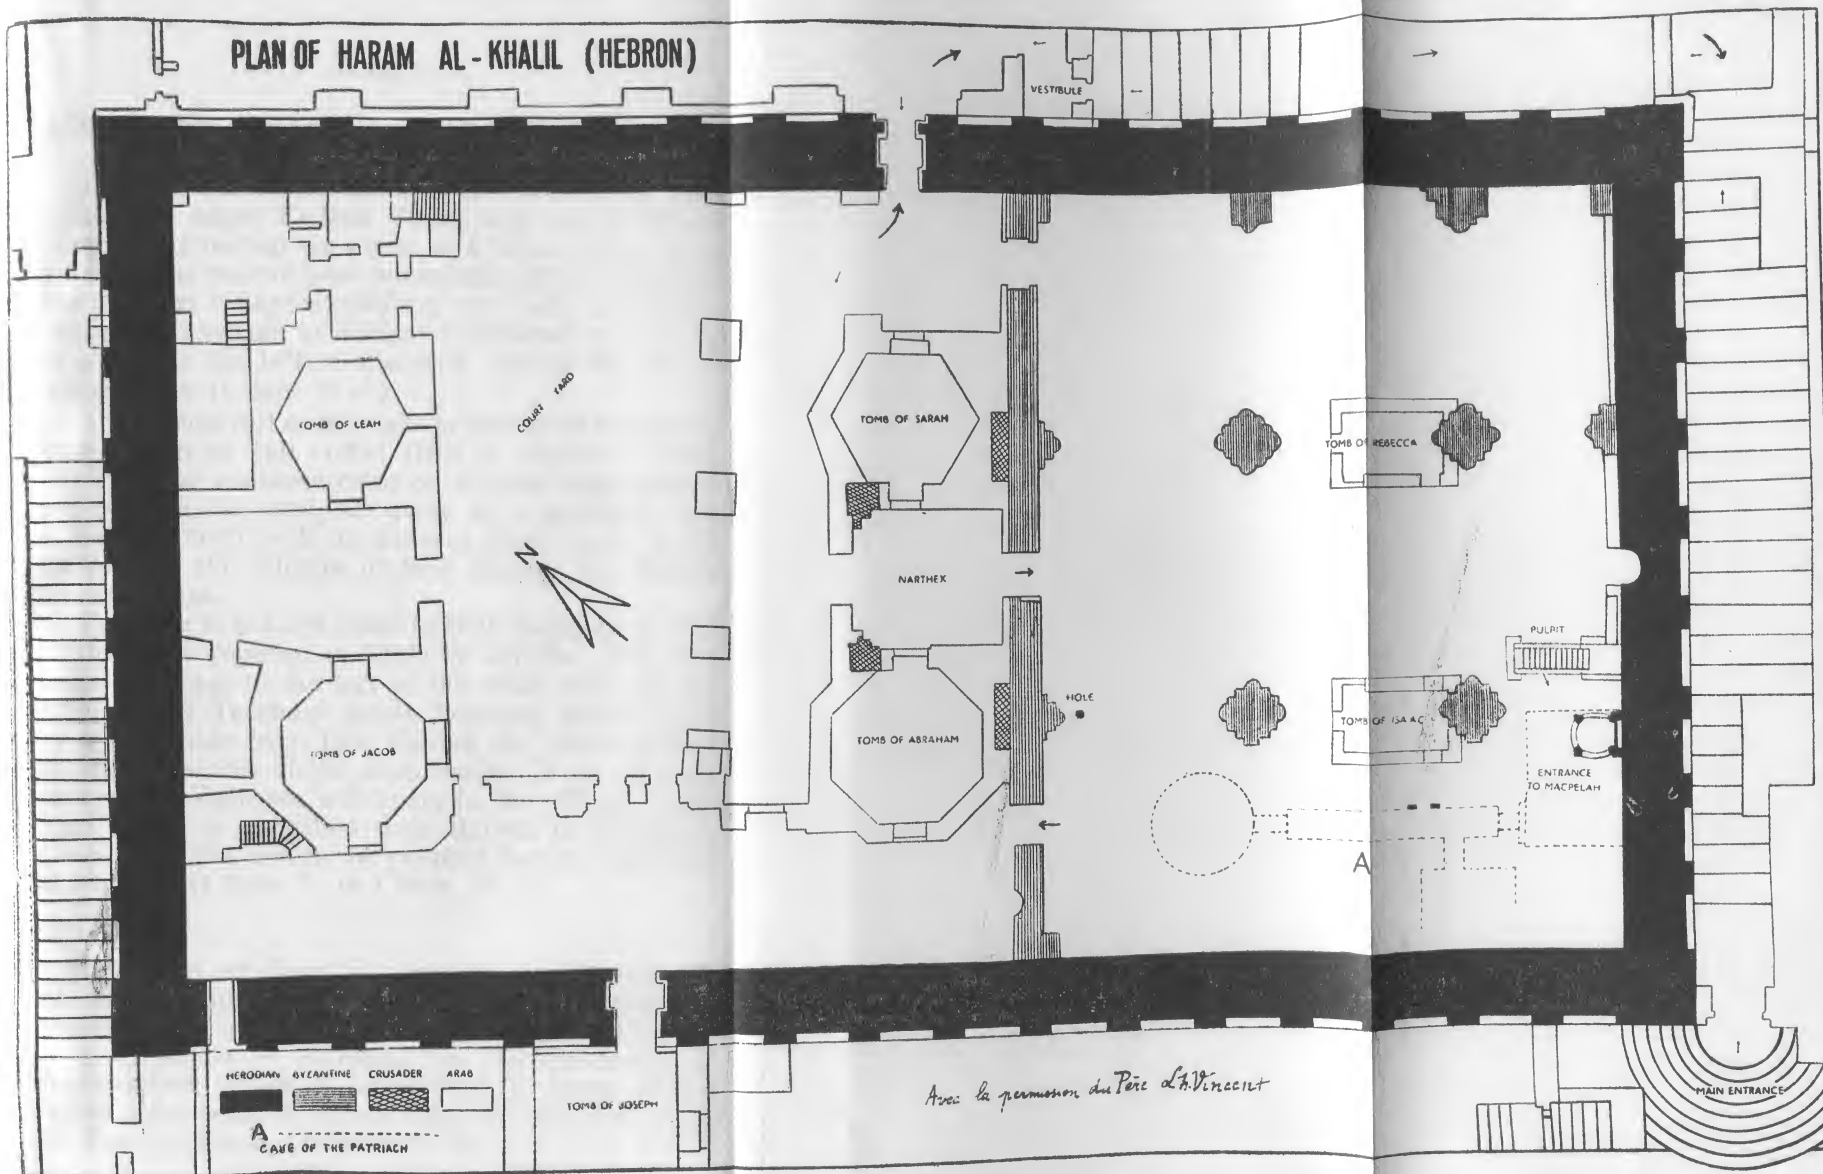 PLAN OF HARAM AL-KHALIL (HEBRON)
VESTIBULE
COURT YARD
TOMB OF LEAH
TOMB OF SARAH
TOMB OF REBECCA
N
NARTHEX
PULPIT
HOLE
TOMB OF JACOB
TOMB OF ABRAHAM
TOMB OF ISAAC
ENTRANCE
TO MACPELAH
A
HERODIAN BYZANTINE CRUSADER ARAB
A
CAVE OF THE PATRIACH
TOMB OF JOSEPH
Avec la permission du Père L.h. Vincent
MAIN ENTRANCE